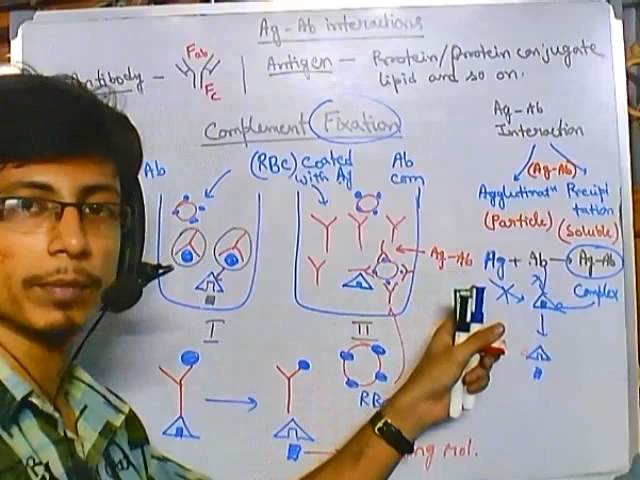 Ag-Ab interactions
Antibody -
Fab
Fc
Antigen - Protein/protein conjugate
lipid and so on.
Complement Fixation
Ag-Ab
Interaction
(Ag-Ab)
Agglutinatn
(Particle)
Precipi
tation
(Soluble)
Ag + Ab → Ag-Ab
Complex
Ab
(RBC) Coated
with Ag
Ab
com
Ag-Ab
I
II
RB
mol.